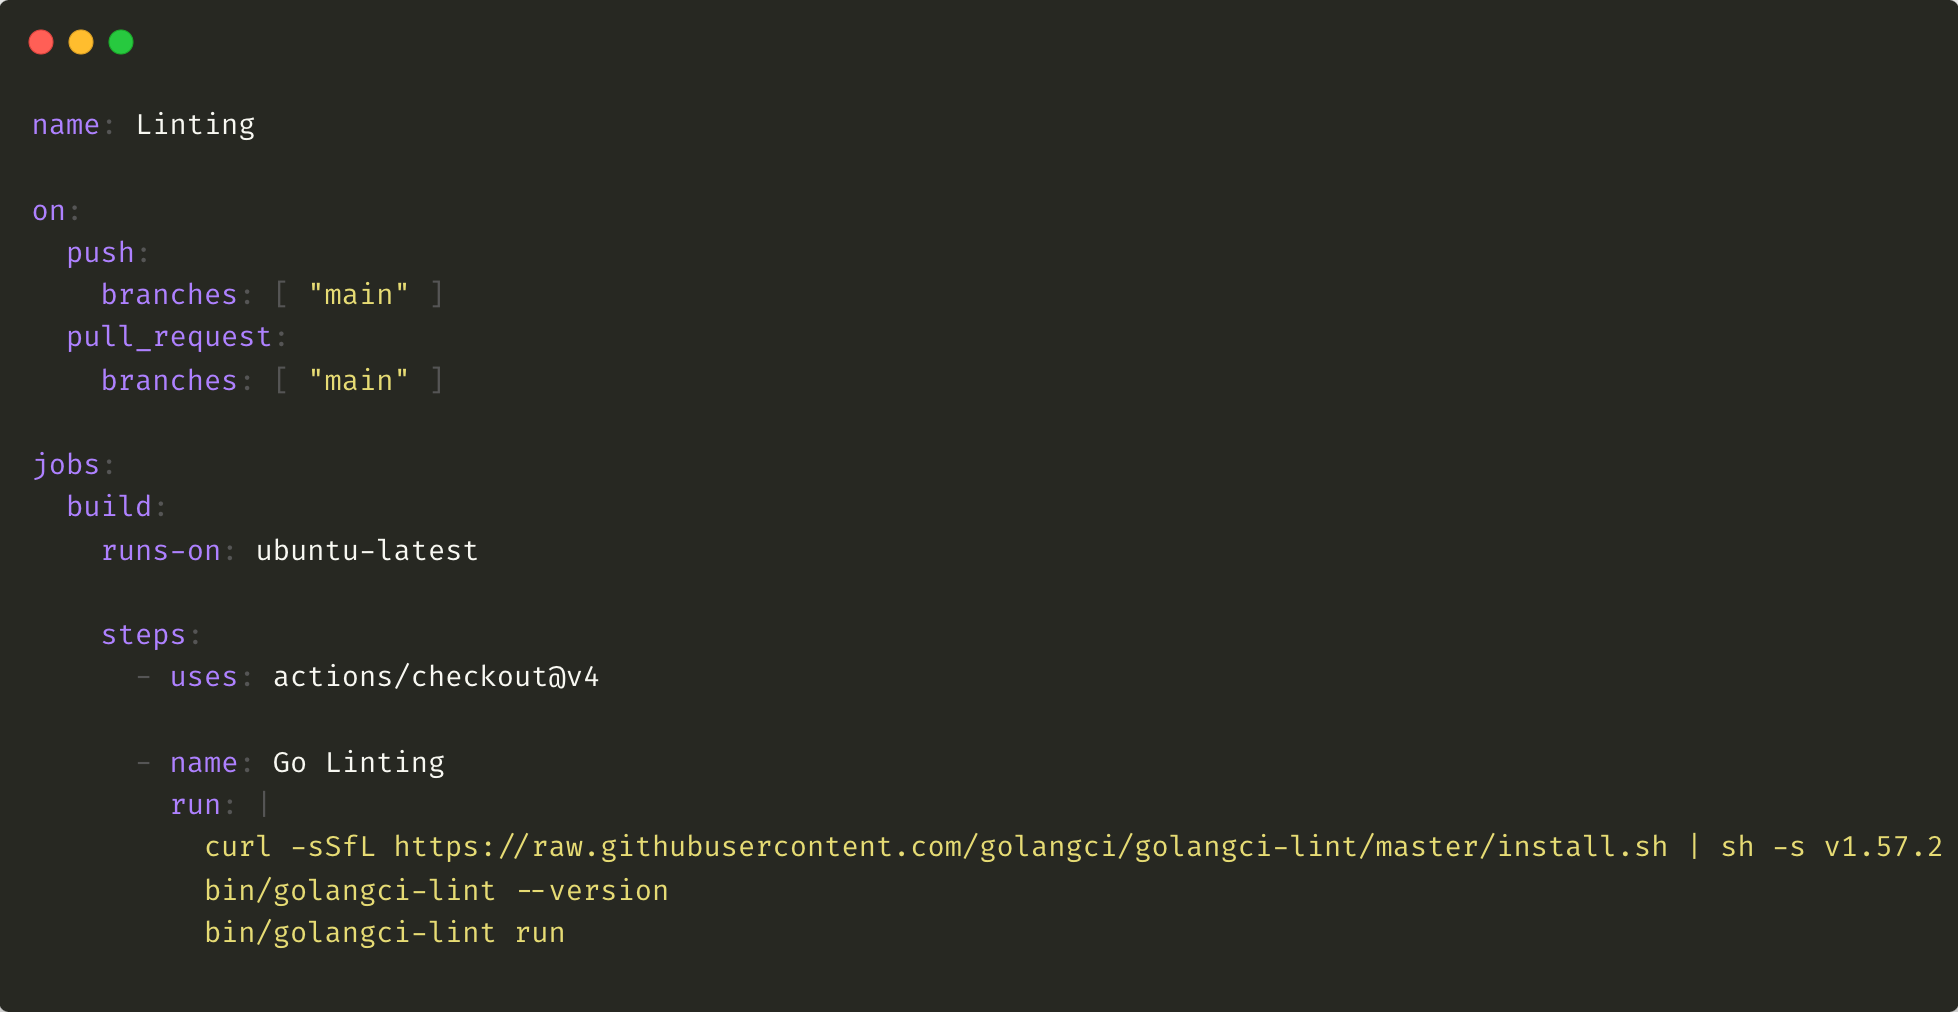 name: Linting

on:
  push:
    branches: [ "main" ]
  pull_request:
    branches: [ "main" ]

jobs:
  build:
    runs-on: ubuntu-latest

    steps:
      - uses: actions/checkout@v4

      - name: Go Linting
        run: |
          curl -sSfL https://raw.githubusercontent.com/golangci/golangci-lint/master/install.sh | sh -s v1.57.2
          bin/golangci-lint --version
          bin/golangci-lint run